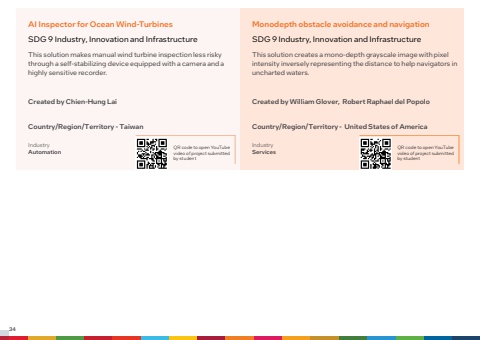 AI Inspector for Ocean Wind-Turbines
SDG 9 Industry, Innovation and Infrastructure
This solution makes manual wind turbine inspection less risky
through a self-stabilizing device equipped with a camera and a
highly sensitive recorder.
Created by Chien-Hung Lai
Country/Region/Territory - Taiwan
Industry
Automation
QR code to open YouTube
video of project submitted
by student
Monodepth obstacle avoidance and navigation
SDG 9 Industry, Innovation and Infrastructure
This solution creates a mono-depth grayscale image with pixel
intensity inversely representing the distance to help navigators in
uncharted waters.
Created by William Glover, Robert Raphael del Popolo
Country/Region/Territory - United States of America
Industry
Services
QR code to open YouTube
video of project submitted
by student
34